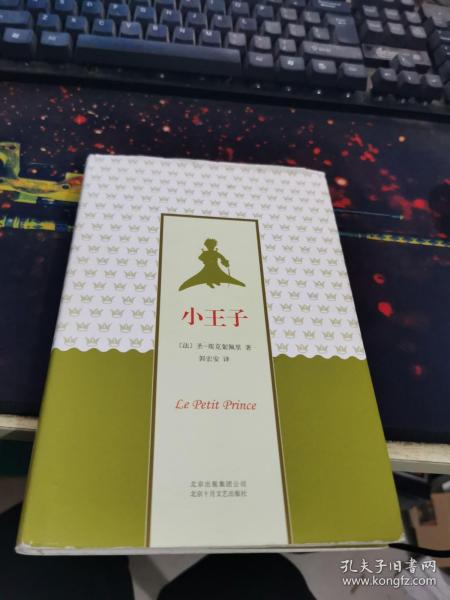 小王子
〔法〕圣-埃克絮佩里 著
郭宏安 译
Le Petit Prince
北京出版集团公司
北京十月文艺出版社
孔夫子旧书网
www.kongfz.com